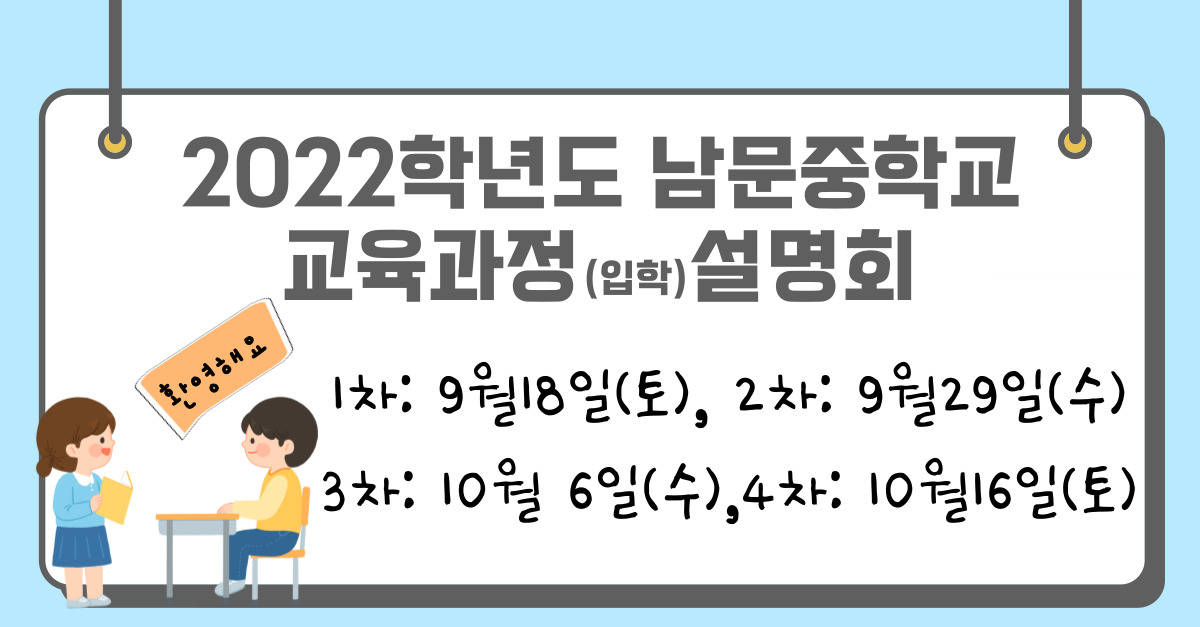 2022학년도 남문중학교
교육과정(입학)설명회
환영해요
1차: 9월18일(토), 2차: 9월29일(수)
3차: 10월 6일(수),4차: 10월16일(토)